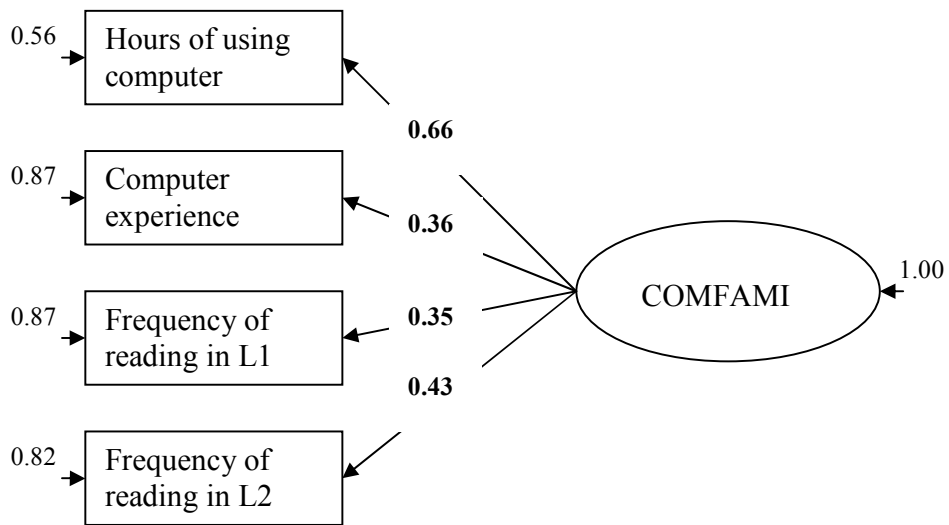 0.56
Hours of using
computer
0.66
0.87
Computer
experience
0.36
COMFAMI
1.00
0.87
Frequency of
reading in L1
0.35
0.43
0.82
Frequency of
reading in L2